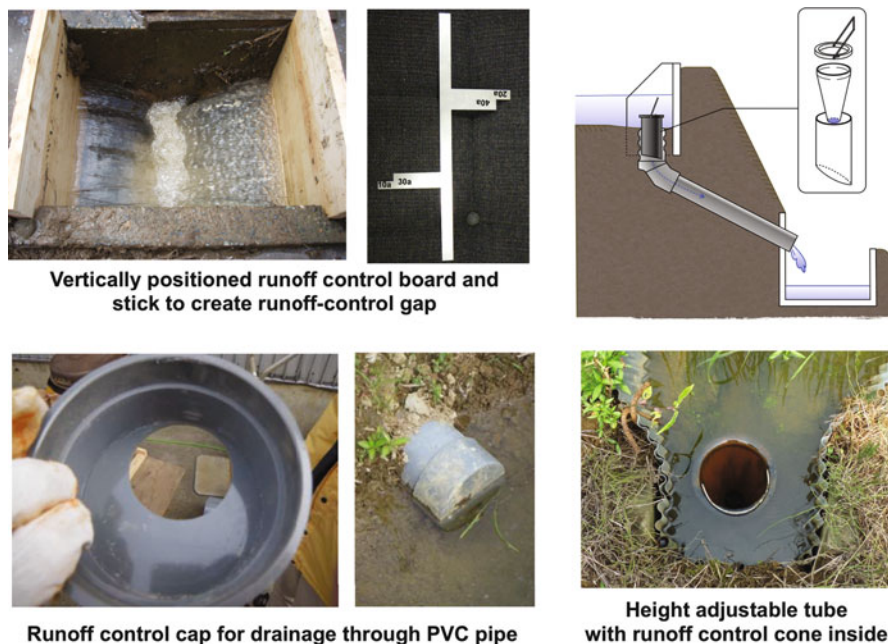 20a
40a
10a
30a
Vertically positioned runoff control board and
stick to create runoff-control gap
Runoff control cap for drainage through PVC pipe
Height adjustable tube
with runoff control cone inside